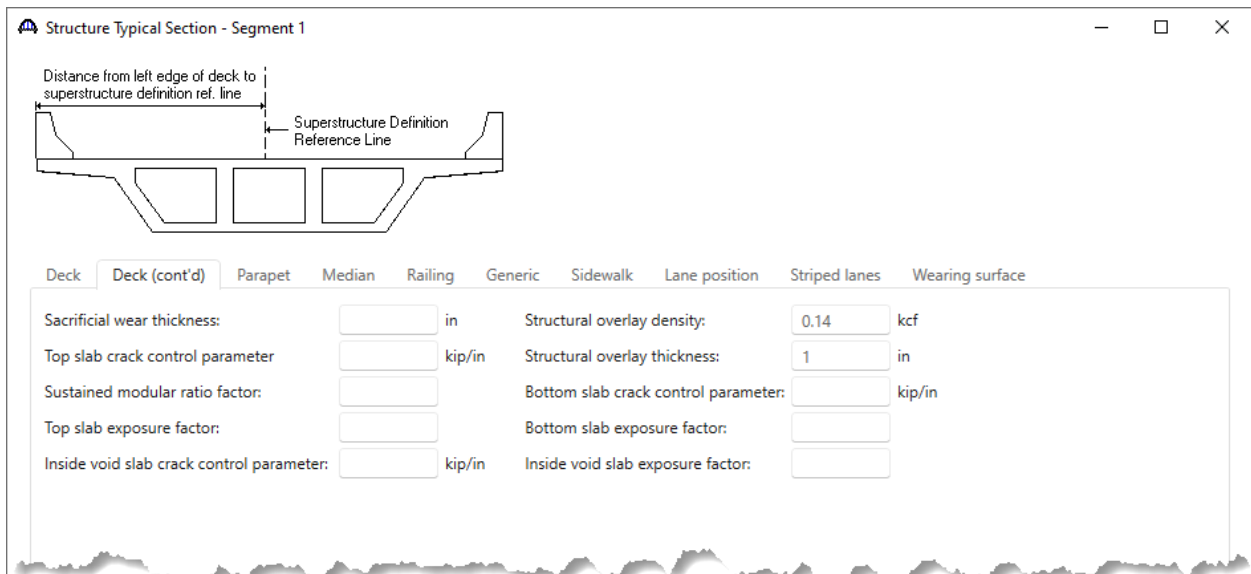 Structure Typical Section - Segment 1
Distance from left edge of deck to
superstructure definition ref. line
Superstructure Definition
Reference Line
Deck Deck (cont'd) Parapet Median Railing Generic Sidewalk Lane position Striped lanes Wearing surface
Sacrificial wear thickness: in Structural overlay density: 0.14 kcf
Top slab crack control parameter kip/in Structural overlay thickness: 1 in
Sustained modular ratio factor: Bottom slab crack control parameter: kip/in
Top slab exposure factor: Bottom slab exposure factor:
Inside void slab crack control parameter: kip/in Inside void slab exposure factor: